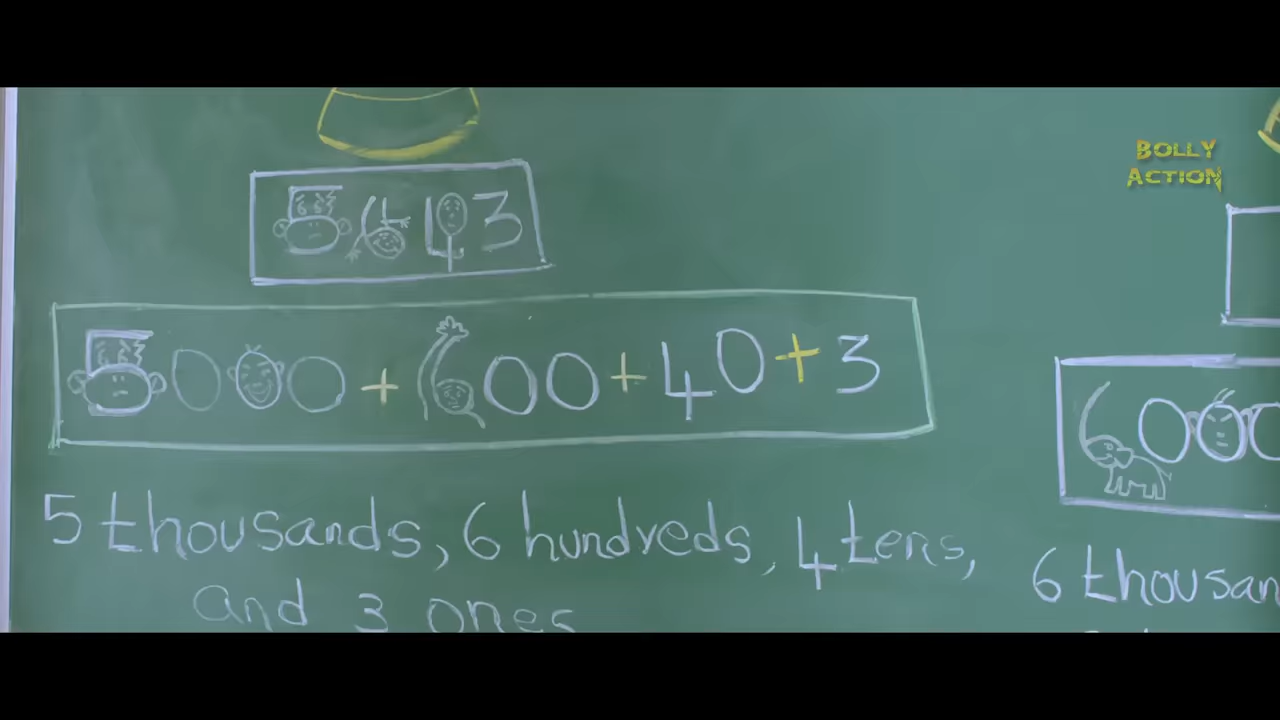 BOLLY
ACTION
5643
5000 + 600 + 40 + 3
5 thousands, 6 hundreds, 4 tens,
and 3 ones
6000
6 thousan